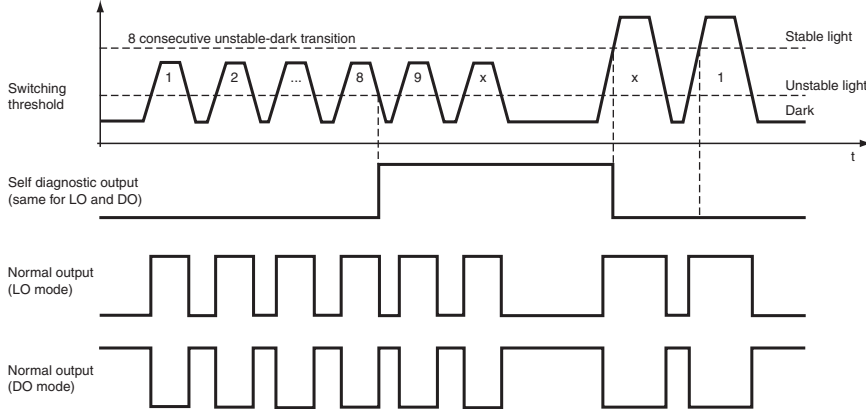 8 consecutive unstable-dark transition
Stable light
1 2 ... 8 9 x x 1
Switching
threshold
Unstable light
Dark
t
Self diagnostic output
(same for LO and DO)
Normal output
(LO mode)
Normal output
(DO mode)